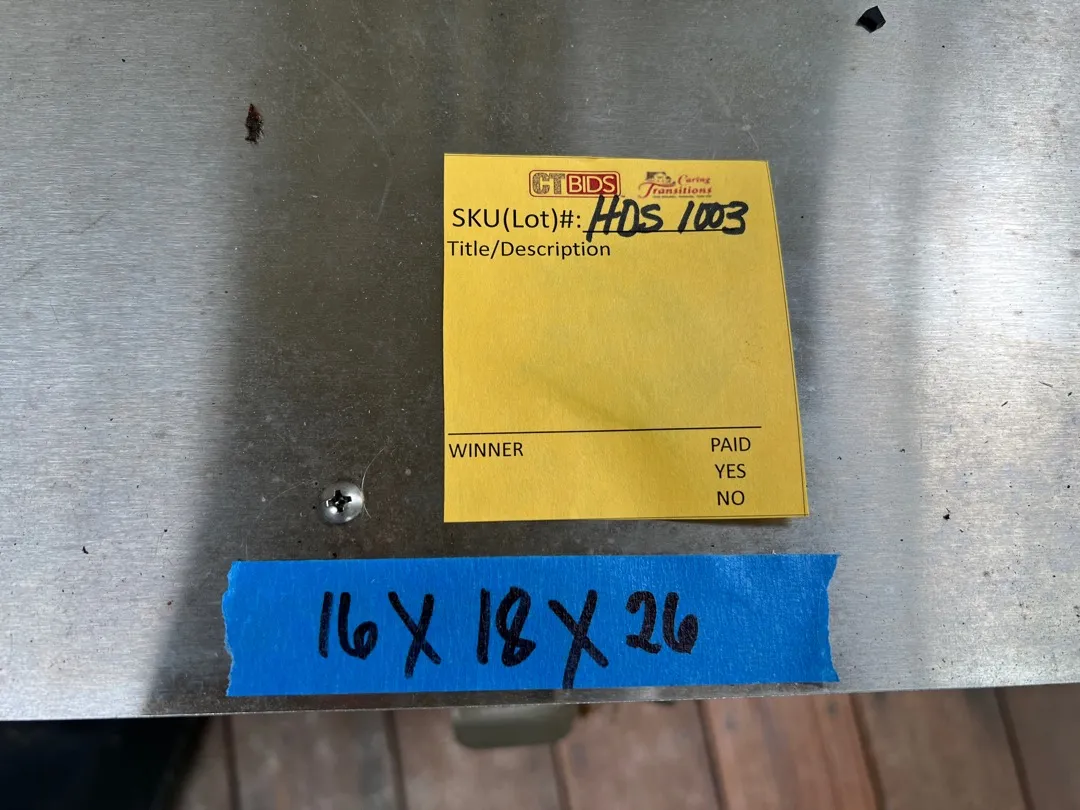 CTBIDS Caring Transitions
SKU(Lot)#: HDS 1003
Title/Description
WINNER PAID
YES
NO
16 X 18 X 26